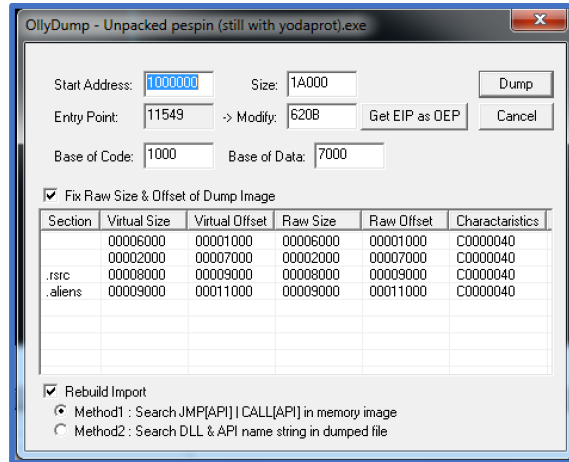 OllyDump - Unpacked pespin (still with yodaprot).exe
Start Address: 1000000 Size: 1A000 Dump
Entry Point: 11549 -> Modify: 620B Get EIP as OEP Cancel
Base of Code: 1000 Base of Data: 7000
Fix Raw Size & Offset of Dump Image
Section Virtual Size Virtual Offset Raw Size Raw Offset Charactaristics
00006000 00001000 00006000 00001000 C0000040
00002000 00007000 00002000 00007000 C0000040
.rsrc 00008000 00009000 00008000 00009000 C0000040
.aliens 00009000 00011000 00009000 00011000 C0000040
Rebuild Import
Method1 : Search JMP[API] | CALL[API] in memory image
Method2 : Search DLL & API name string in dumped file